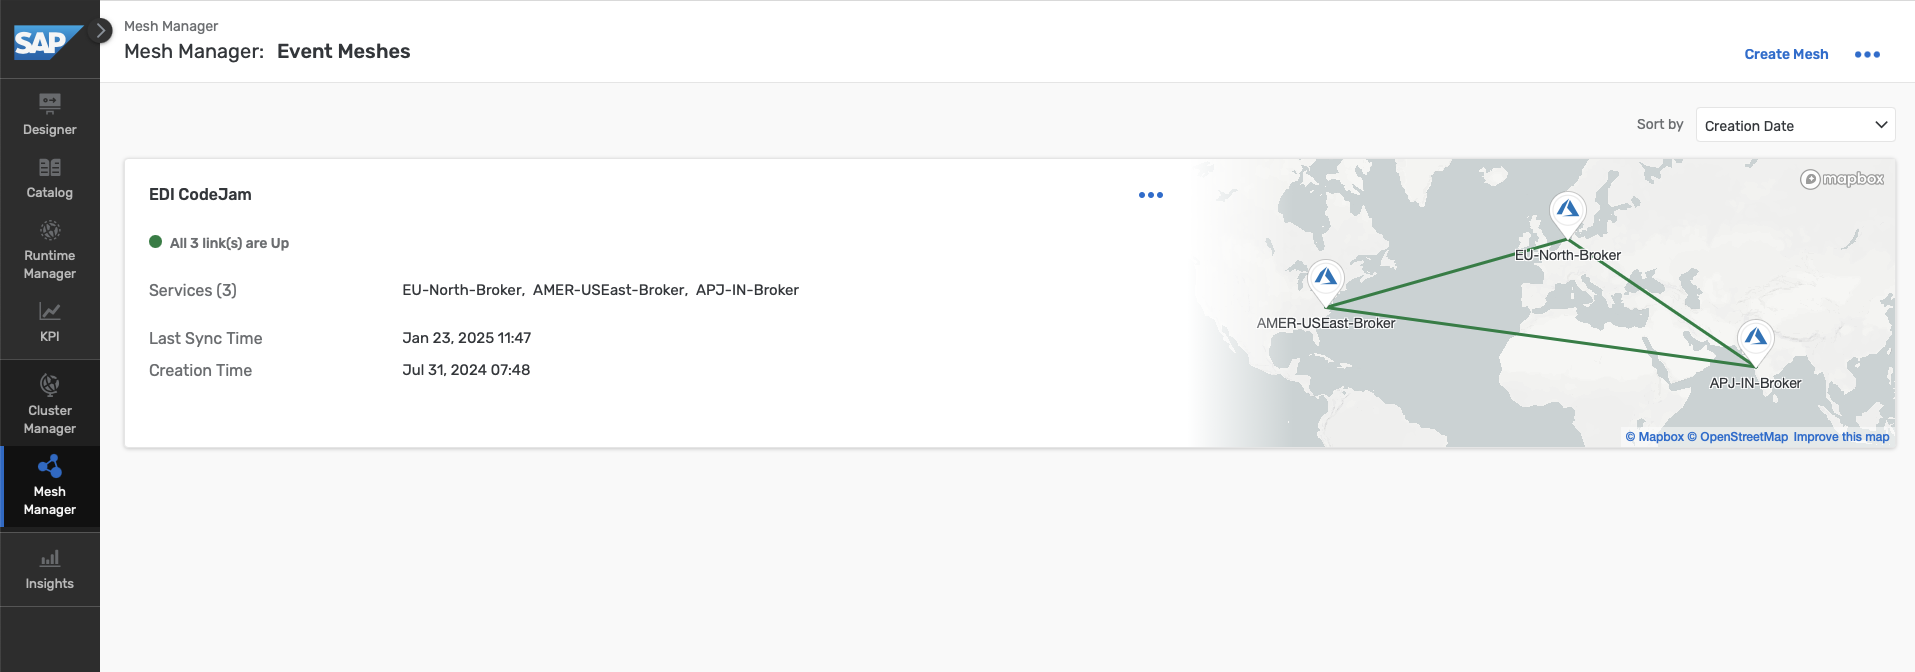 SAP
Mesh Manager
Mesh Manager: Event Meshes
Create Mesh
Designer
Catalog
Runtime
Manager
KPI
Cluster
Manager
Mesh
Manager
Insights
Sort by
Creation Date
EDI CodeJam
All 3 link(s) are Up
Services (3)
EU-North-Broker, AMER-USEast-Broker, APJ-IN-Broker
Last Sync Time
Jan 23, 2025 11:47
Creation Time
Jul 31, 2024 07:48
mapbox
EU-North-Broker
AMER-USEast-Broker
APJ-IN-Broker
© Mapbox © OpenStreetMap Improve this map